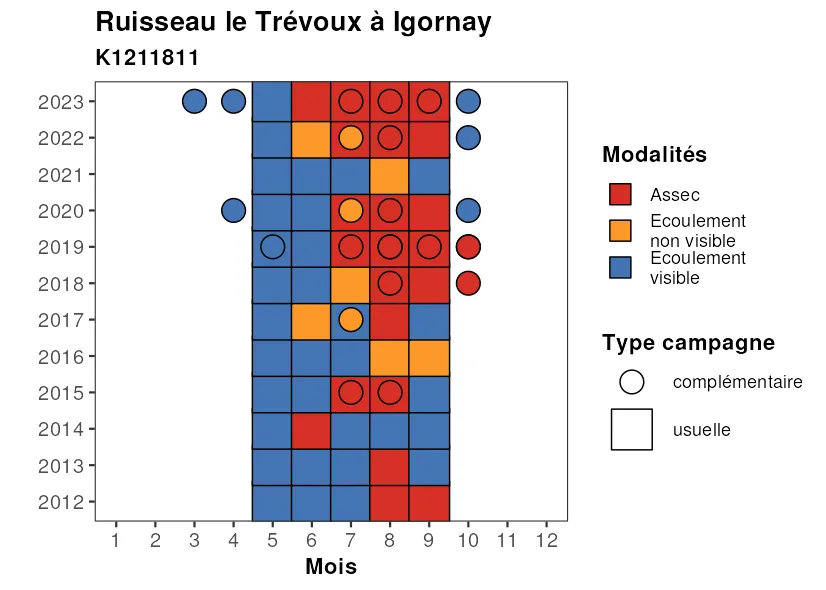 Ruisseau le Trévoux à Igornay
K1211811
2023
2022
2021
2020
2019
2018
2017
2016
2015
2014
2013
2012
1 2 3 4 5 6 7 8 9 10 11 12
Mois
Modalités
Assec
Ecoulement
non visible
Ecoulement
visible
Type campagne
complémentaire
usuelle